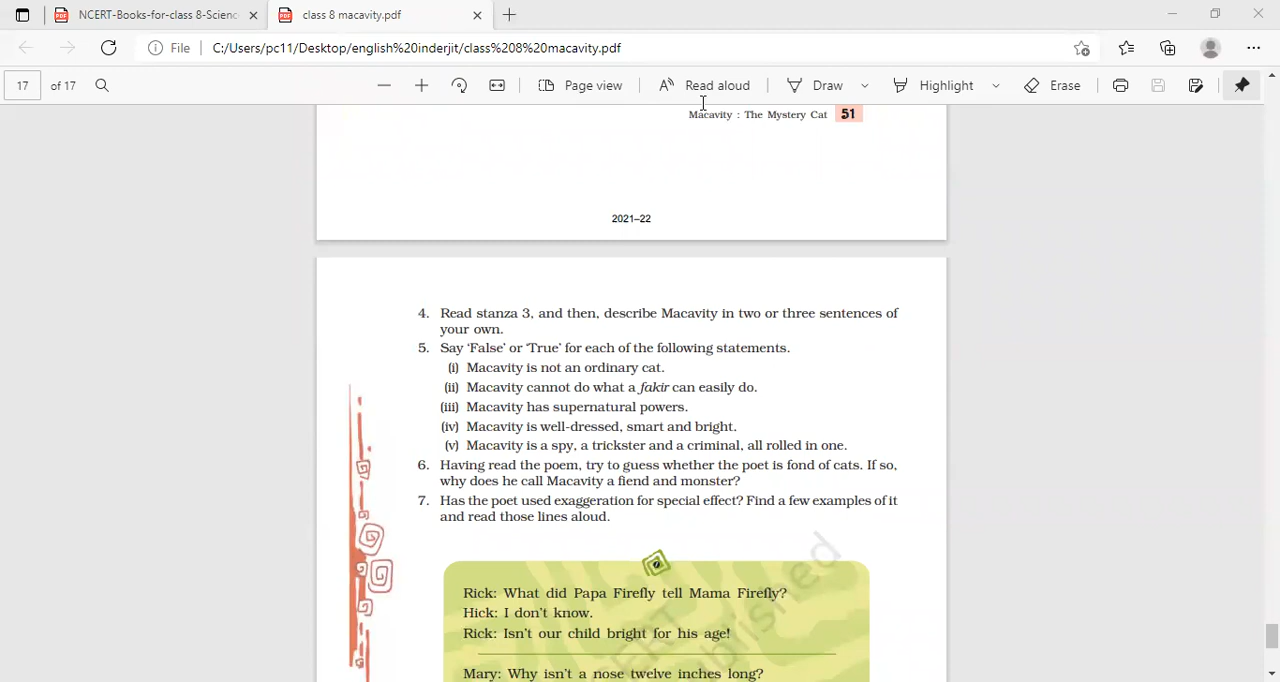 NCERT-Books-for-class 8-Scienc
class 8 macavity.pdf
File
C:/Users/pc11/Desktop/english%20inderjit/class%208%20macavity.pdf
17 of 17
Page view
Read aloud
Draw
Highlight
Erase
Macavity : The Mystery Cat 51
2021–22
4. Read stanza 3, and then, describe Macavity in two or three sentences of
your own.
5. Say ‘False’ or ‘True’ for each of the following statements.
(i) Macavity is not an ordinary cat.
(ii) Macavity cannot do what a fakir can easily do.
(iii) Macavity has supernatural powers.
(iv) Macavity is well-dressed, smart and bright.
(v) Macavity is a spy, a trickster and a criminal, all rolled in one.
6. Having read the poem, try to guess whether the poet is fond of cats. If so,
why does he call Macavity a fiend and monster?
7. Has the poet used exaggeration for special effect? Find a few examples of it
and read those lines aloud.
Rick: What did Papa Firefly tell Mama Firefly?
Hick: I don’t know.
Rick: Isn’t our child bright for his age!
Mary: Why isn’t a nose twelve inches long?